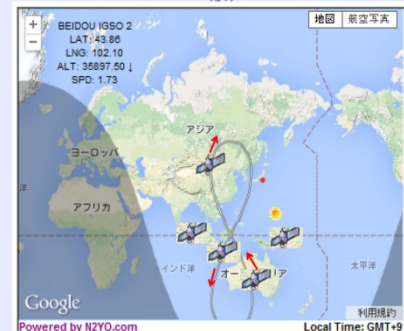 +
−
BEIDOU IGSO 2
LAT: 43.86
LNG: 102.10
ALT: 35897.50 ↓
SPD: 1.73
地図 航空写真
アジア
ヨーロッパ
アフリカ
インド洋
太平洋
Google
利用規約
Powered by N2YO.com
Local Time: GMT+9